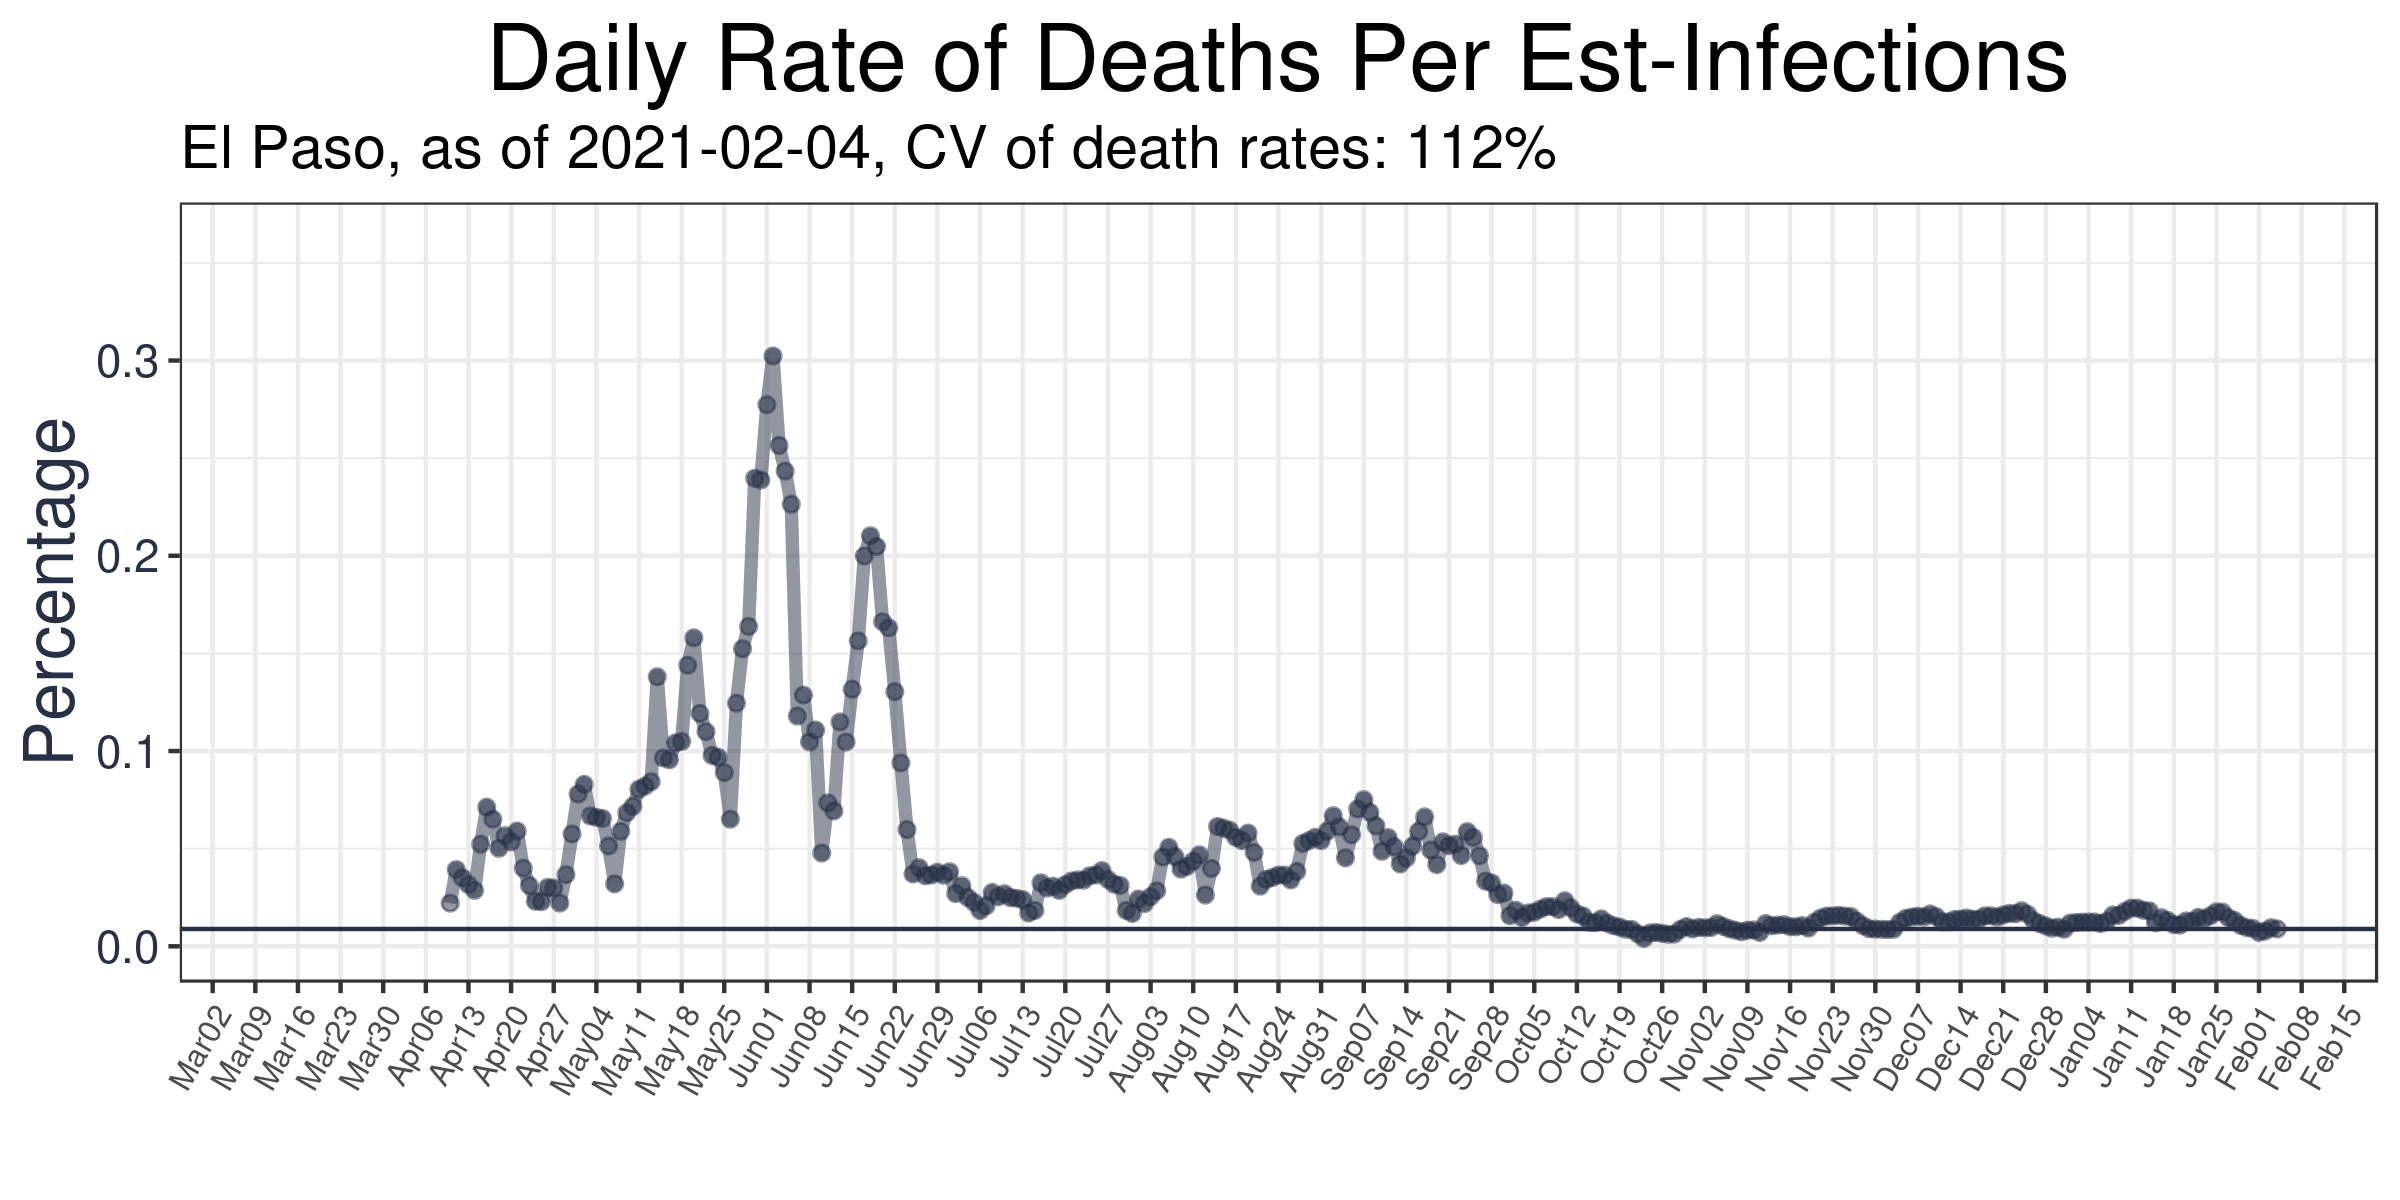 Daily Rate of Deaths Per Est-Infections
El Paso, as of 2021-02-04, CV of death rates: 112%
Percentage
0.3
0.2
0.1
0.0
Mar02 Mar09 Mar16 Mar23 Mar30 Apr06 Apr13 Apr20 Apr27 May04 May11 May18 May25 Jun01 Jun08 Jun15 Jun22 Jun29 Jul06 Jul13 Jul20 Jul27 Aug03 Aug10 Aug17 Aug24 Aug31 Sep07 Sep14 Sep21 Sep28 Oct05 Oct12 Oct19 Oct26 Nov02 Nov09 Nov16 Nov23 Nov30 Dec07 Dec14 Dec21 Dec28 Jan04 Jan11 Jan18 Jan25 Feb01 Feb08 Feb15